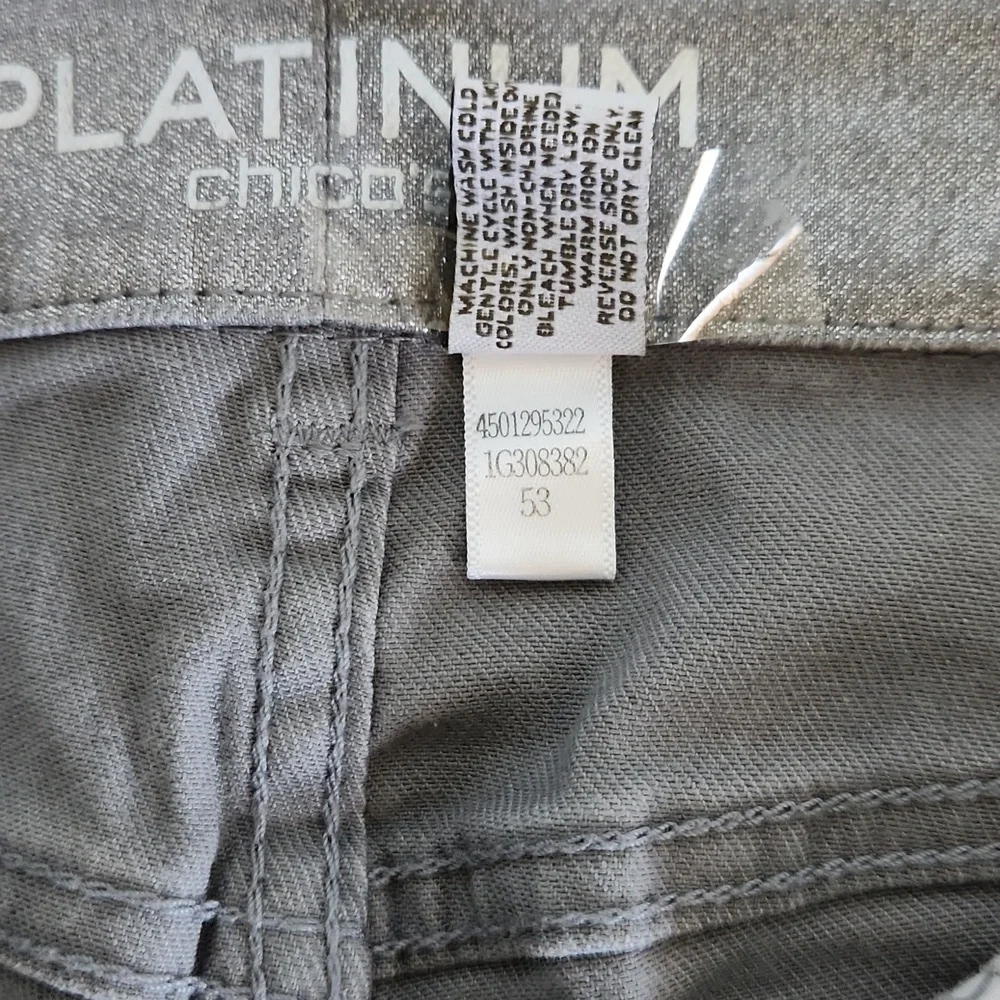 PLATINUM
chico's
MACHINE WASH COLD
GENTLE CYCLE WITH
COLORS. WASH INSIDE
ONLY NON-CHLORINE
BLEACH WHEN NEEDED
TUMBLE DRY LOW.
WARM IRON ON
REVERSE SIDE ONLY.
DO NOT DRY CLEAN
4501295322
1G308382
53